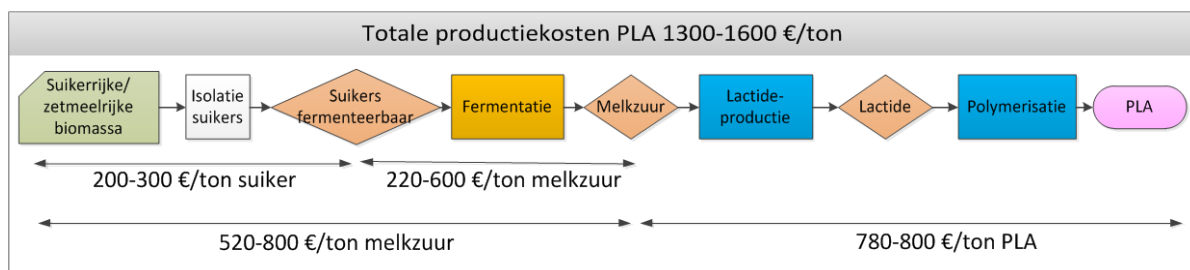 Totale productiekosten PLA 1300-1600 €/ton
Suikerrijke/
zetmeelrijke
biomassa
Isolatie
suikers
Suikers
fermenteerbaar
Fermentatie
Melkzuur
Lactide-
productie
Lactide
Polymerisatie
PLA
200-300 €/ton suiker
220-600 €/ton melkzuur
520-800 €/ton melkzuur
780-800 €/ton PLA